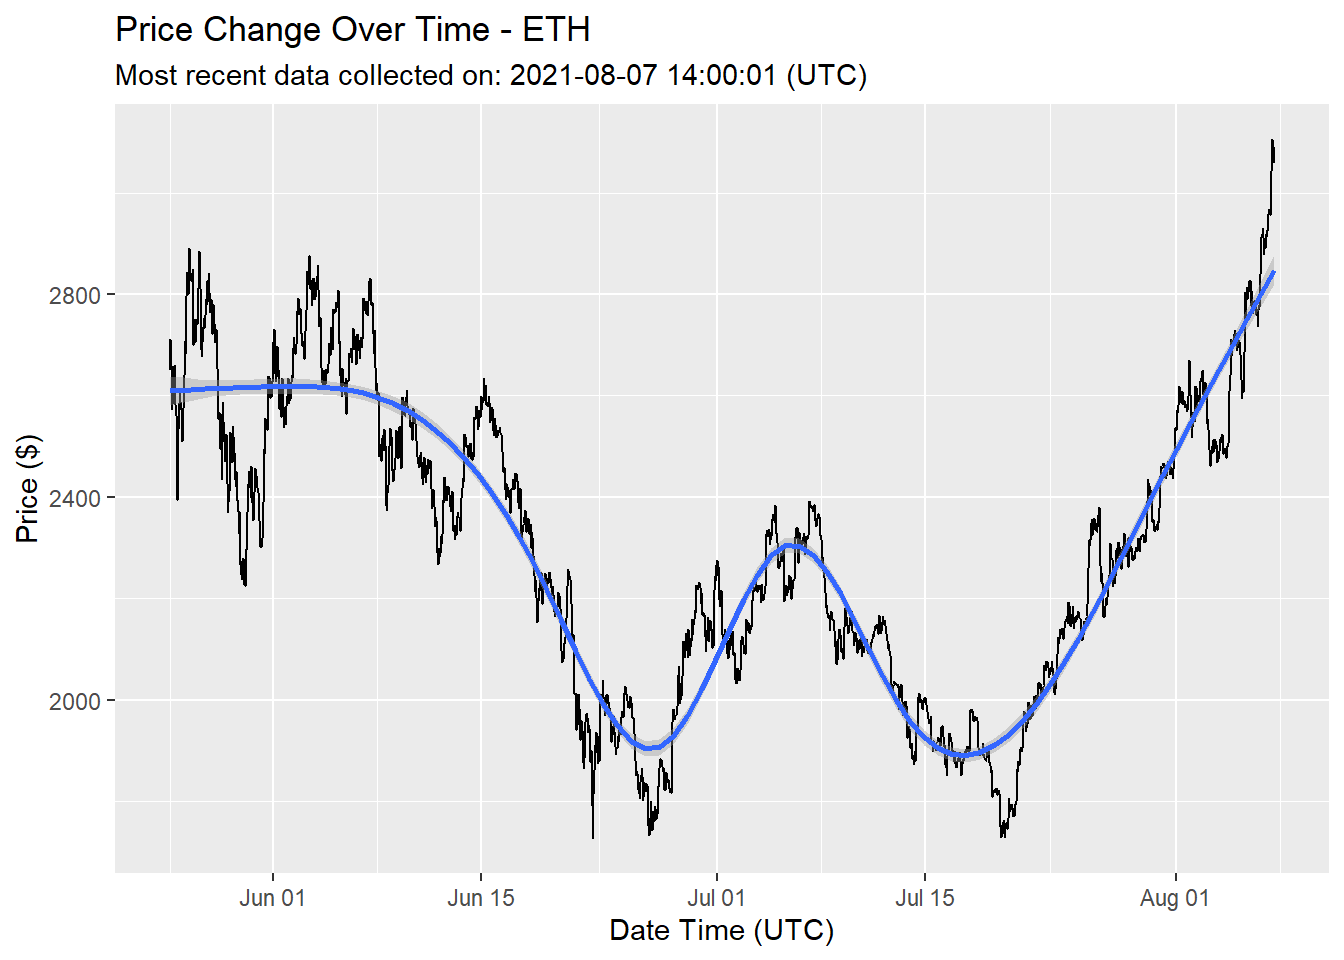 Price Change Over Time - ETH
Most recent data collected on: 2021-08-07 14:00:01 (UTC)
Price ($)
2800
2400
2000
Jun 01
Jun 15
Jul 01
Jul 15
Aug 01
Date Time (UTC)